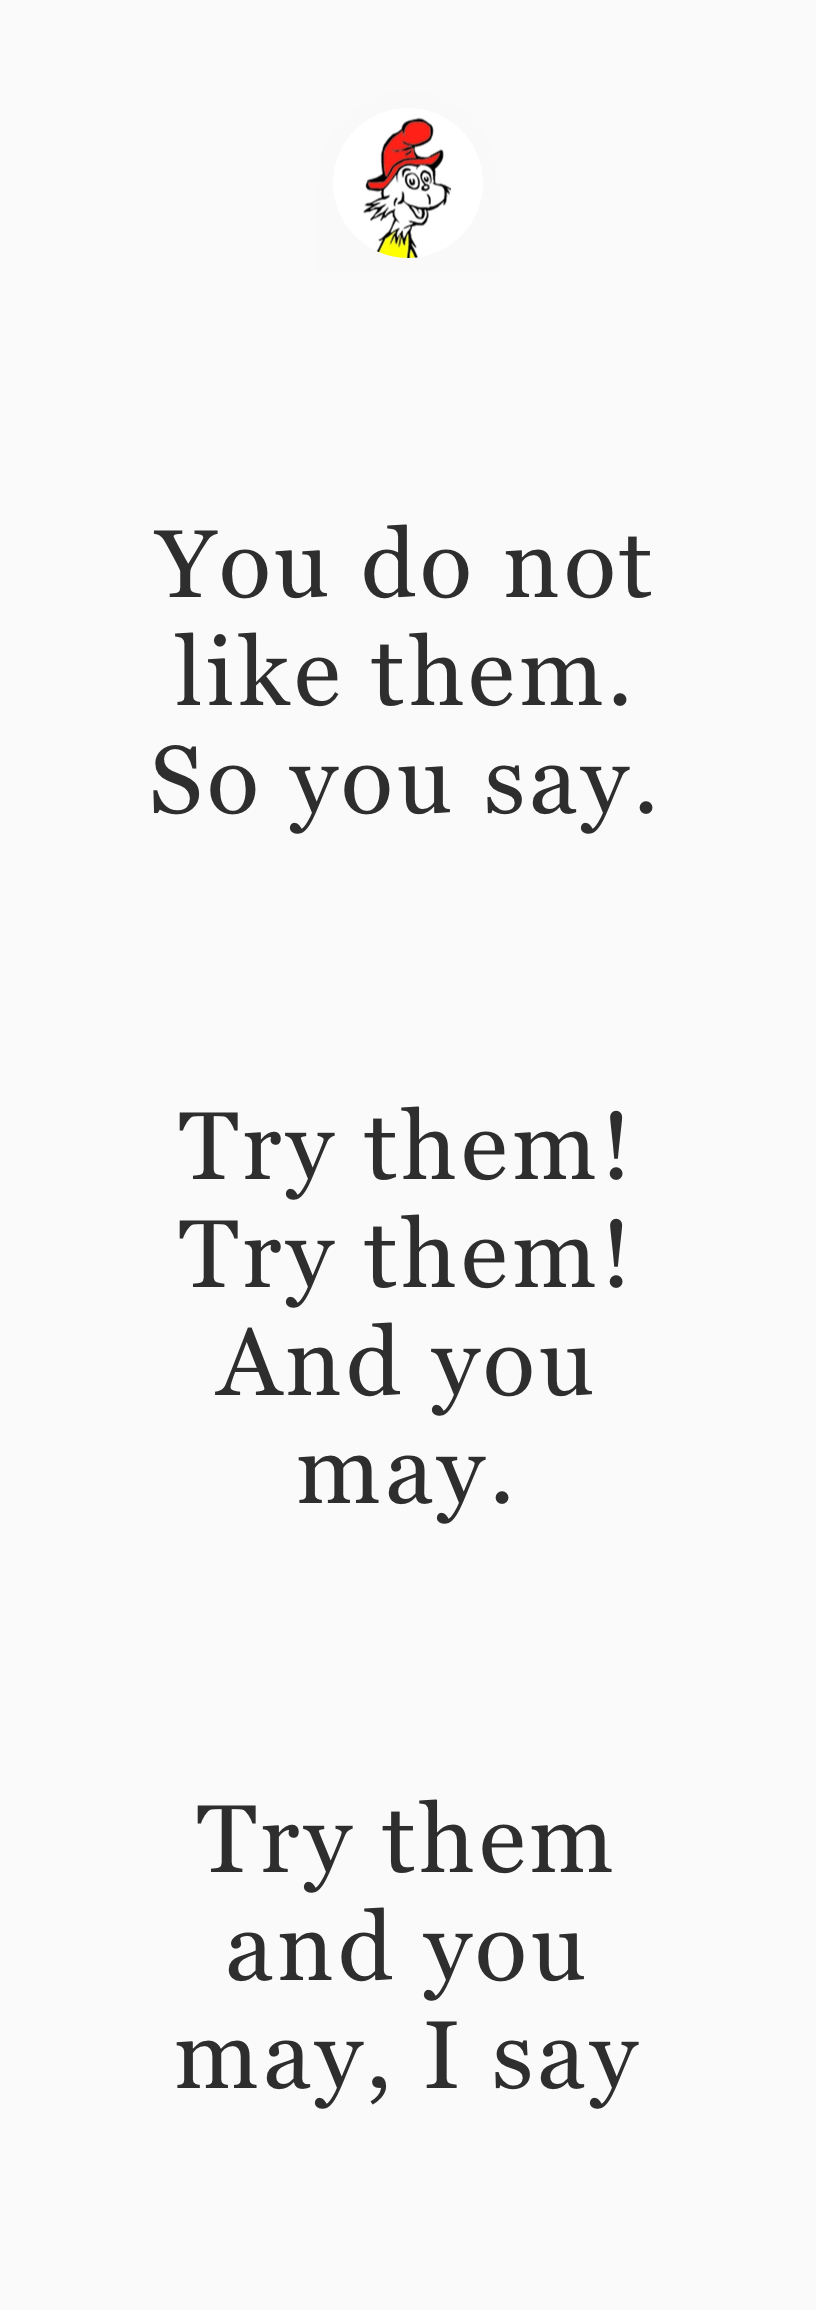 You do not
like them.
So you say.
Try them!
Try them!
And you
may.
Try them
and you
may, I say